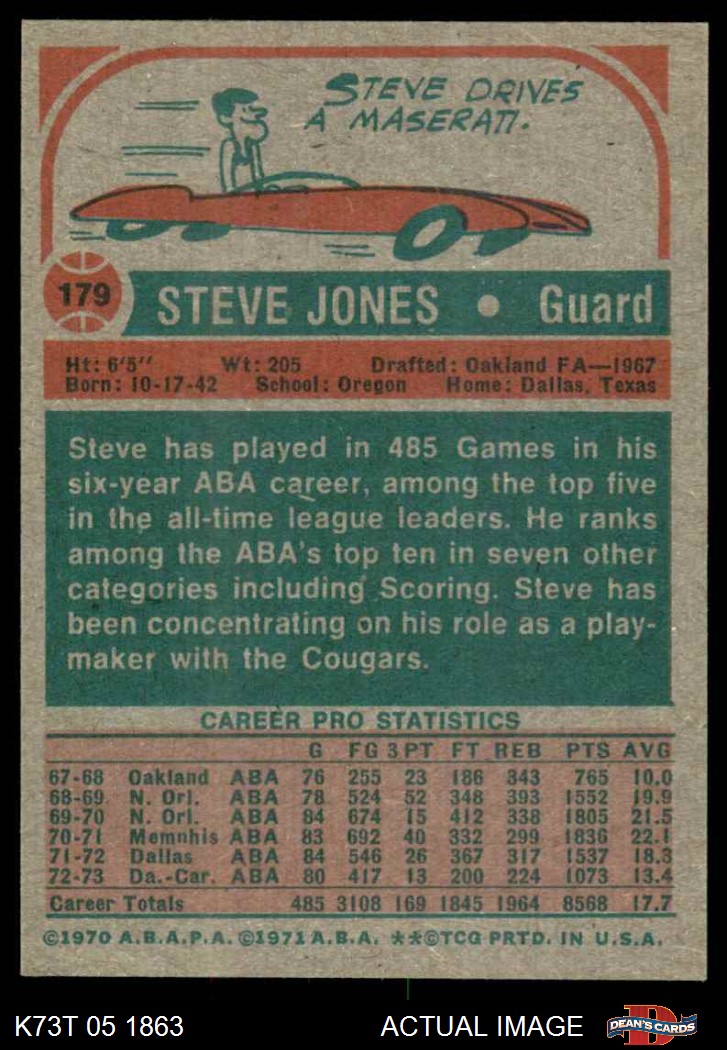 STEVE DRIVES
A MASERATI.
179
STEVE JONES • Guard
Ht: 6'5'' Wt: 205 Drafted: Oakland FA—1967
Born: 10-17-42 School: Oregon Home: Dallas, Texas
Steve has played in 485 Games in his
six-year ABA career, among the top five
in the all-time league leaders. He ranks
among the ABA's top ten in seven other
categories including Scoring. Steve has
been concentrating on his role as a play-
maker with the Cougars.
CAREER PRO STATISTICS
G FG 3PT FT REB PTS AVG
67-68 Oakland ABA 76 255 23 186 343 765 10.0
68-69 N. Orl. ABA 78 524 52 348 393 1552 19.9
69-70 N. Orl. ABA 84 674 15 412 338 1805 21.5
70-71 Memnhis ABA 83 692 40 332 299 1836 22.1
71-72 Dallas ABA 84 546 26 367 317 1537 18.3
72-73 Da.-Car. ABA 80 417 13 200 224 1073 13.4
Career Totals 485 3108 169 1845 1964 8568 17.7
©1970 A.B.A.P.A. ©1971 A.B.A. **©TCG PRTD. IN U.S.A.
K73T 05 1863 ACTUAL IMAGE D DEAN'S CARDS